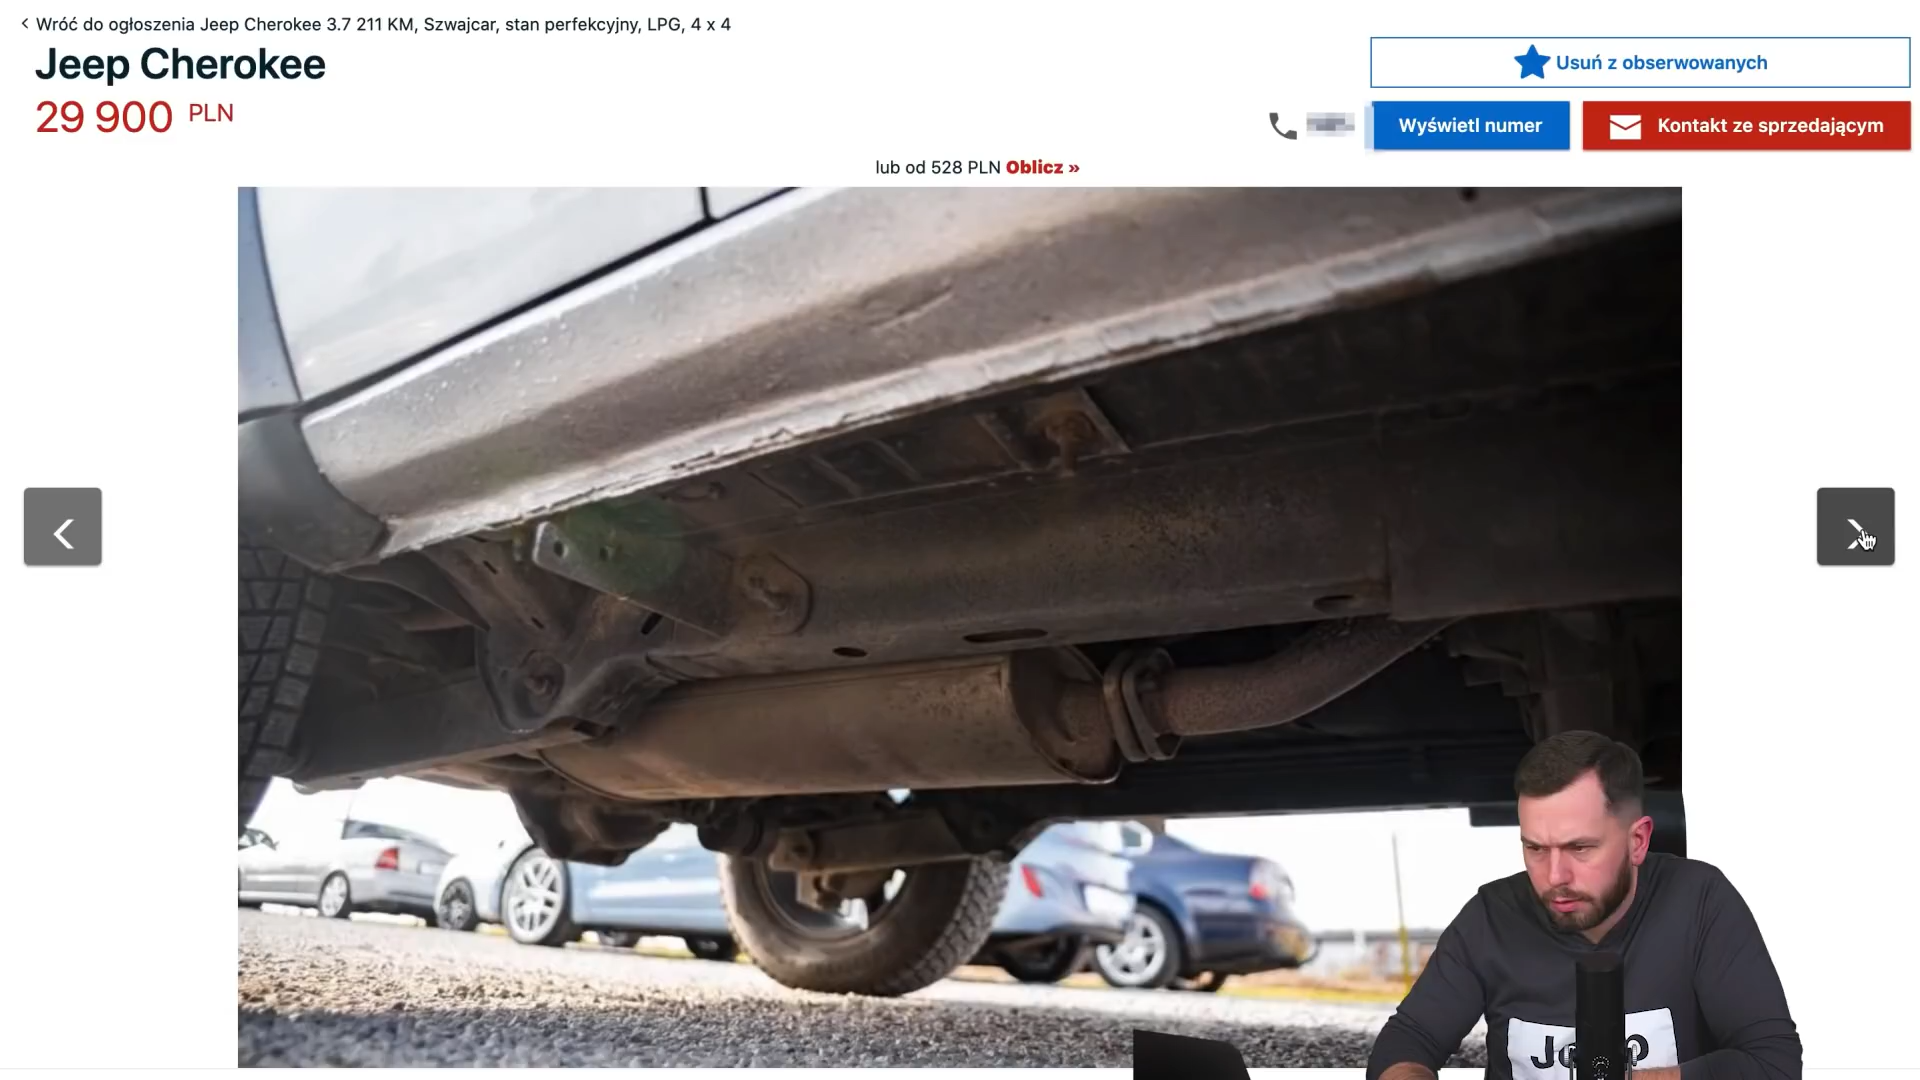 Wróć do ogłoszenia Jeep Cherokee 3.7 211 KM, Szwajcar, stan perfekcyjny, LPG, 4 x 4
Jeep Cherokee
29 900 PLN
Usuń z obserwowanych
Wyświetl numer
Kontakt ze sprzedającym
lub od 528 PLN Oblicz »
Jeep